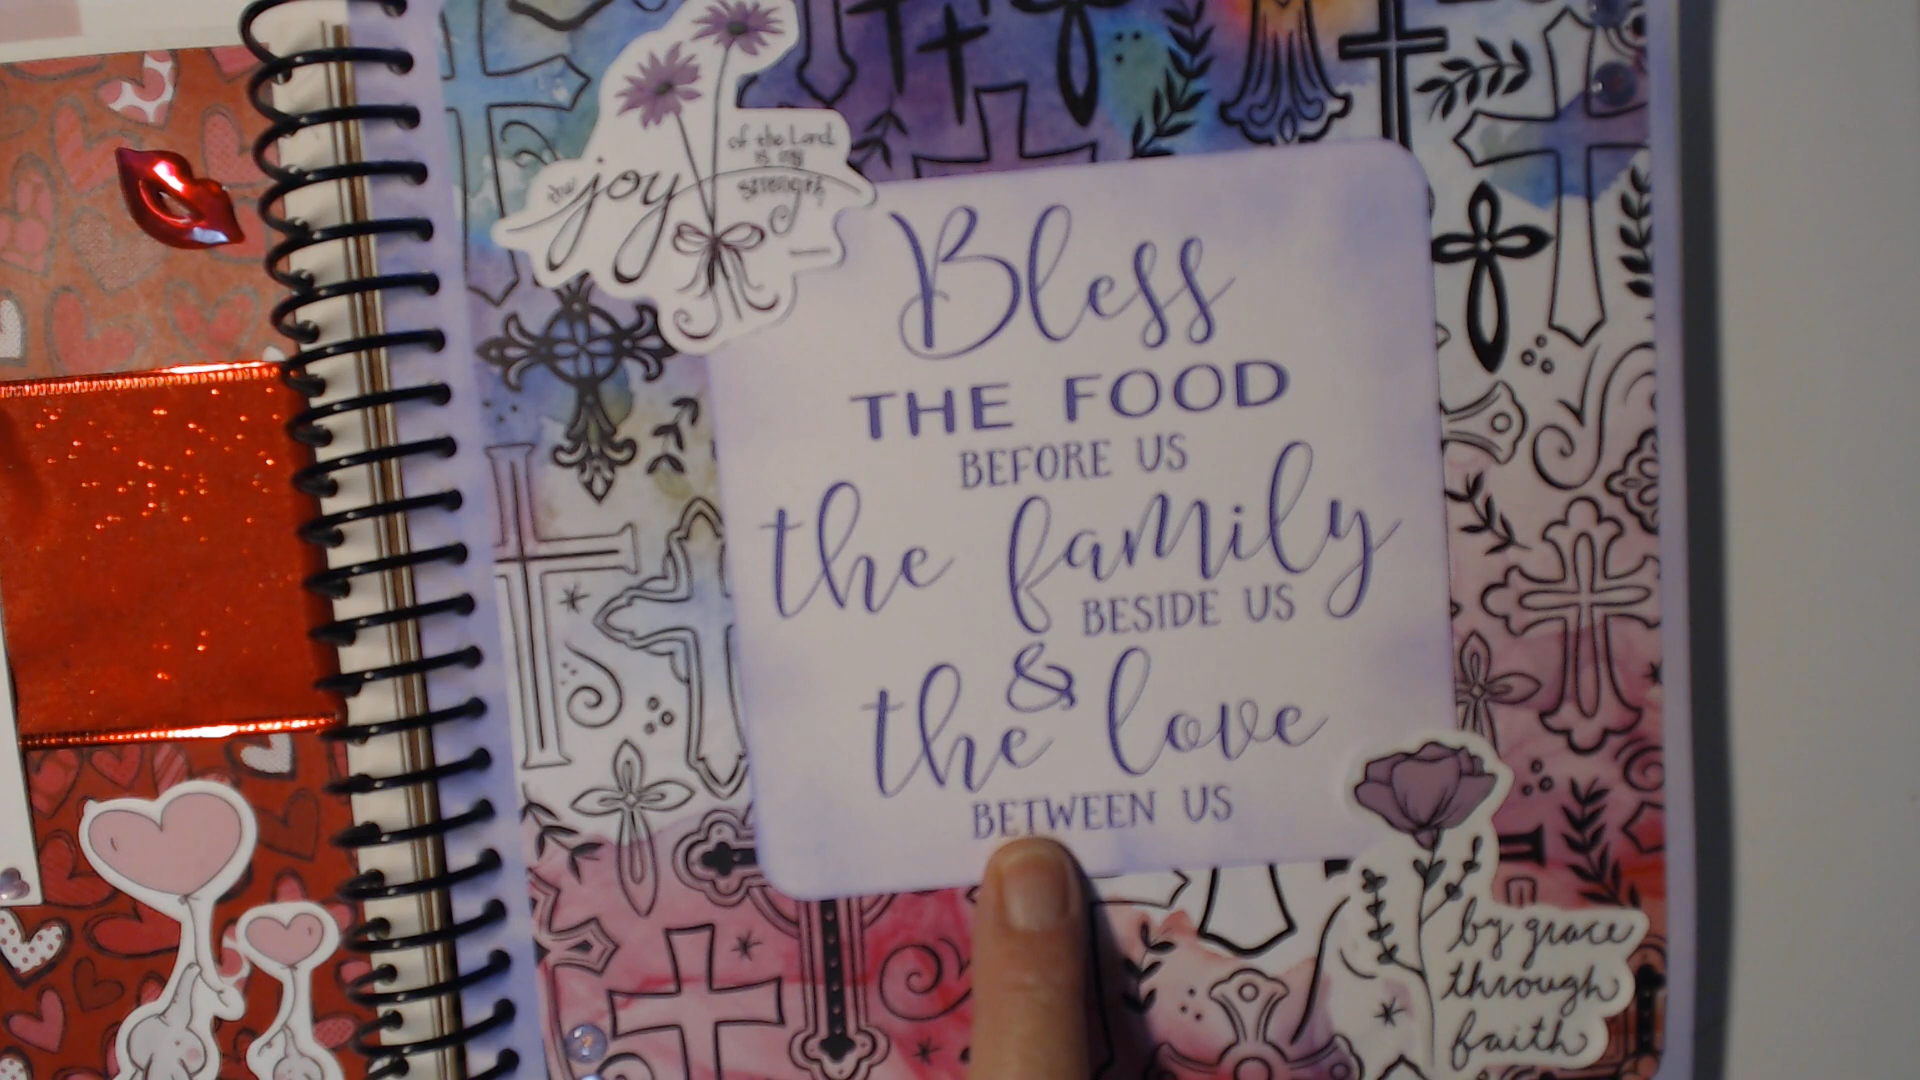 of the Lord
is my
the joy strength
Bless
THE FOOD
BEFORE US
the family
BESIDE US
&
the love
BETWEEN US
by grace
through
faith